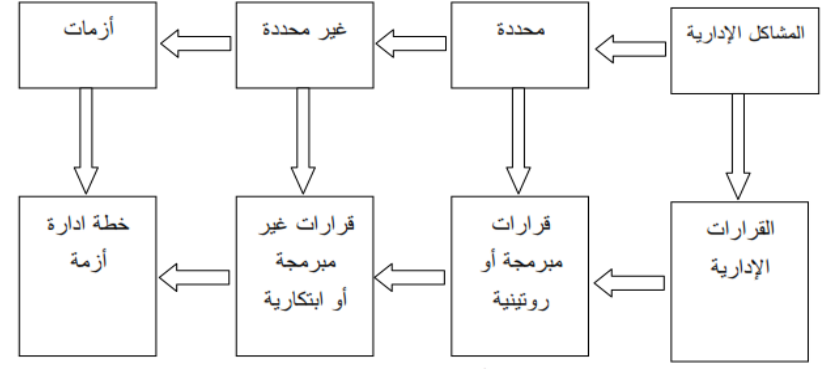 المشاكل الإدارية
محددة
غير محددة
أزمات
القرارات
الإدارية
قرارات
مبرمجة أو
روتينية
قرارات غير
مبرمجة
أو ابتكارية
خطة ادارة
أزمة